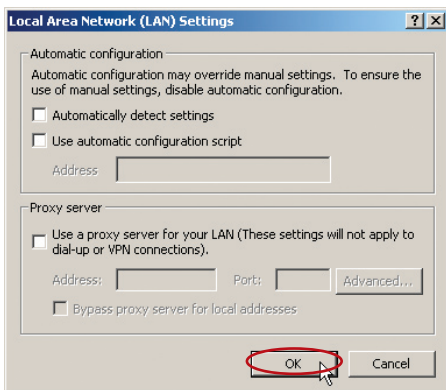 Local Area Network (LAN) Settings
Automatic configuration
Automatic configuration may override manual settings. To ensure the
use of manual settings, disable automatic configuration.
Automatically detect settings
Use automatic configuration script
Address
Proxy server
Use a proxy server for your LAN (These settings will not apply to
dial-up or VPN connections).
Address:
Port:
Advanced...
Bypass proxy server for local addresses
OK
Cancel